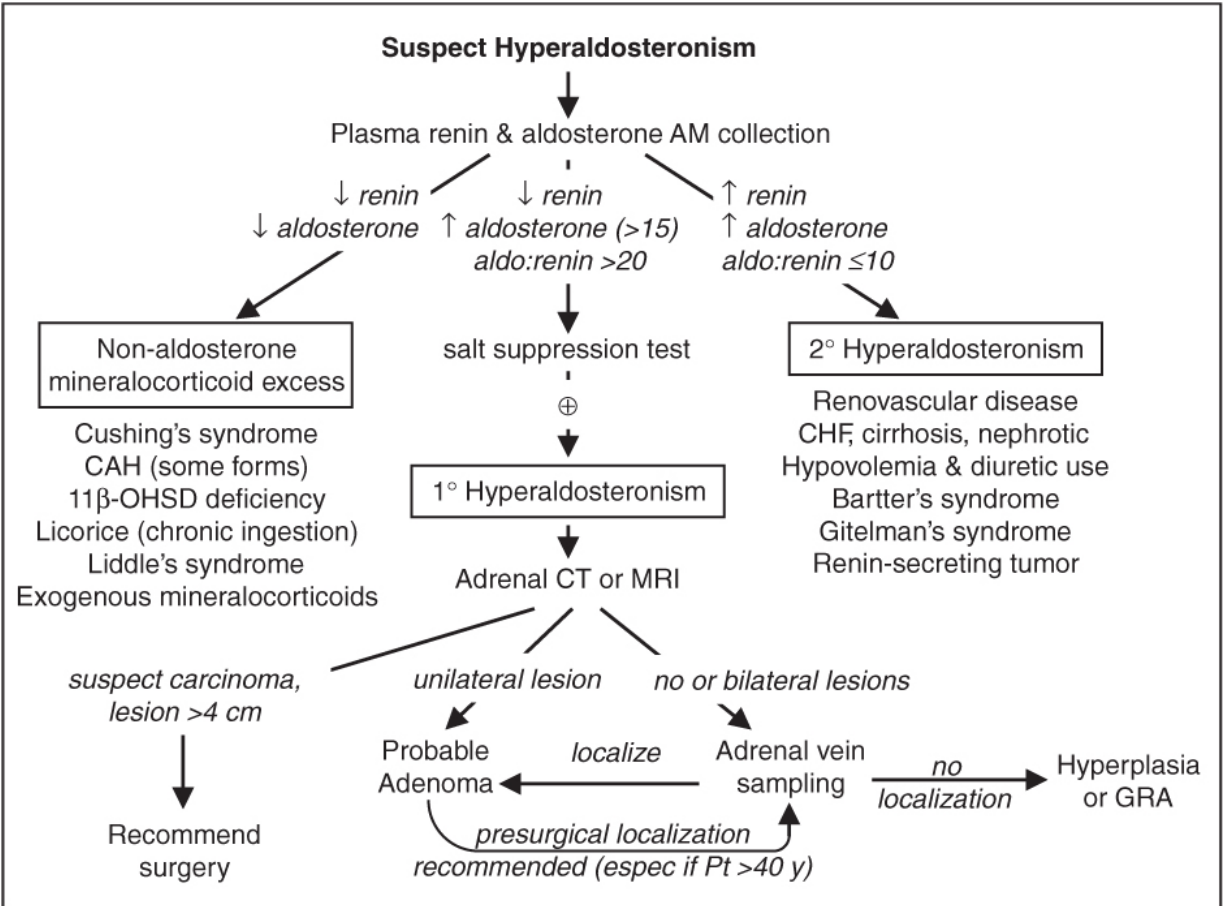 Suspect Hyperaldosteronism
Plasma renin & aldosterone AM collection
↓ renin
↓ aldosterone
↓ renin
↑ aldosterone (>15)
aldo:renin >20
↑ renin
↑ aldosterone
aldo:renin ≤10
Non-aldosterone
mineralocorticoid excess
Cushing's syndrome
CAH (some forms)
11β-OHSD deficiency
Licorice (chronic ingestion)
Liddle's syndrome
Exogenous mineralocorticoids
salt suppression test
⊕
1° Hyperaldosteronism
Adrenal CT or MRI
2° Hyperaldosteronism
Renovascular disease
CHF, cirrhosis, nephrotic
Hypovolemia & diuretic use
Bartter's syndrome
Gitelman's syndrome
Renin-secreting tumor
suspect carcinoma,
lesion >4 cm
Recommend
surgery
unilateral lesion
Probable
Adenoma
no or bilateral lesions
localize
Adrenal vein
sampling
no
localization
Hyperplasia
or GRA
presurgical localization
recommended (espec if Pt >40 y)